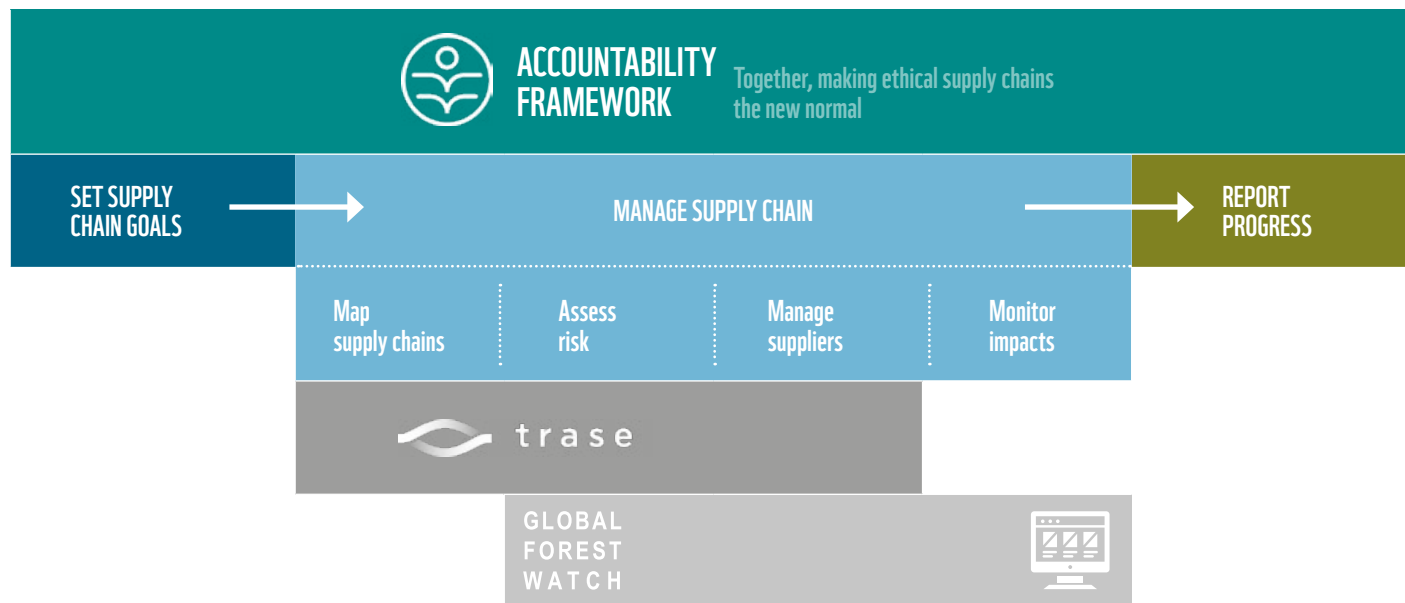 ACCOUNTABILITY
FRAMEWORK
Together, making ethical supply chains
the new normal
SET SUPPLY
CHAIN GOALS
MANAGE SUPPLY CHAIN
REPORT
PROGRESS
Map
supply chains
Assess
risk
Manage
suppliers
Monitor
impacts
trase
GLOBAL
FOREST
WATCH